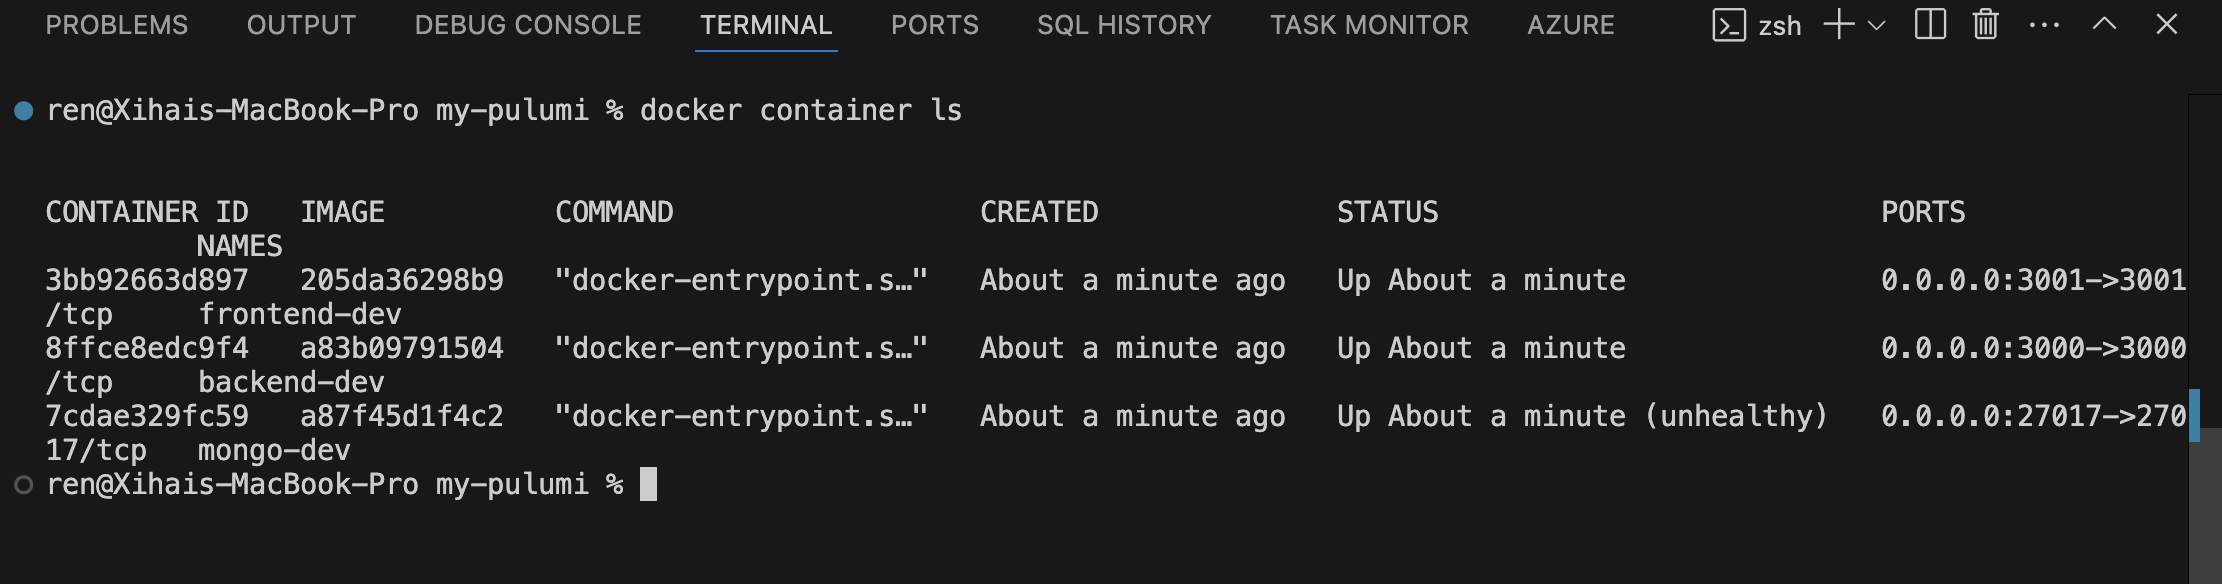 PROBLEMS OUTPUT DEBUG CONSOLE TERMINAL PORTS SQL HISTORY TASK MONITOR AZURE zsh
ren@Xihais-MacBook-Pro my-pulumi % docker container ls
CONTAINER ID IMAGE COMMAND CREATED STATUS PORTS
NAMES
3bb92663d897 205da36298b9 "docker-entrypoint.s…" About a minute ago Up About a minute 0.0.0.0:3001->3001
/tcp frontend-dev
8ffce8edc9f4 a83b09791504 "docker-entrypoint.s…" About a minute ago Up About a minute 0.0.0.0:3000->3000
/tcp backend-dev
7cdae329fc59 a87f45d1f4c2 "docker-entrypoint.s…" About a minute ago Up About a minute (unhealthy) 0.0.0.0:27017->270
17/tcp mongo-dev
ren@Xihais-MacBook-Pro my-pulumi %